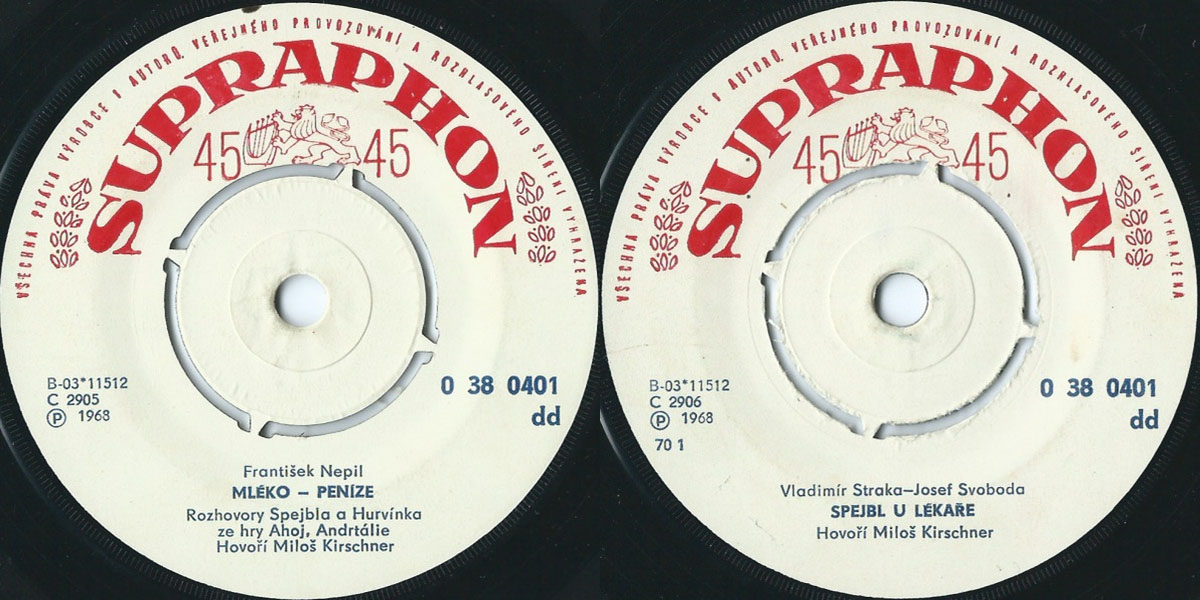 VŠECHNA PRÁVA VÝROBCE I AUTORŮ VEŘEJNÉHO PROVOZOVÁNÍ A ROZHLASOVÉHO ŠÍŘENÍ VYHRAZENA
SUPRAPHON
45 45
B-03*11512
C 2905
Ⓟ 1968
0 38 0401
dd
František Nepil
MLÉKO – PENÍZE
Rozhovory Spejbla a Hurvínka
ze hry Ahoj, Andrtálie
Hovoří Miloš Kirschner
VŠECHNA PRÁVA VÝROBCE I AUTORŮ VEŘEJNÉHO PROVOZOVÁNÍ A ROZHLASOVÉHO ŠÍŘENÍ VYHRAZENA
SUPRAPHON
45 45
B-03*11512
C 2906
Ⓟ 1968
70 1
0 38 0401
dd
Vladimír Straka–Josef Svoboda
SPEJBL U LÉKAŘE
Hovoří Miloš Kirschner